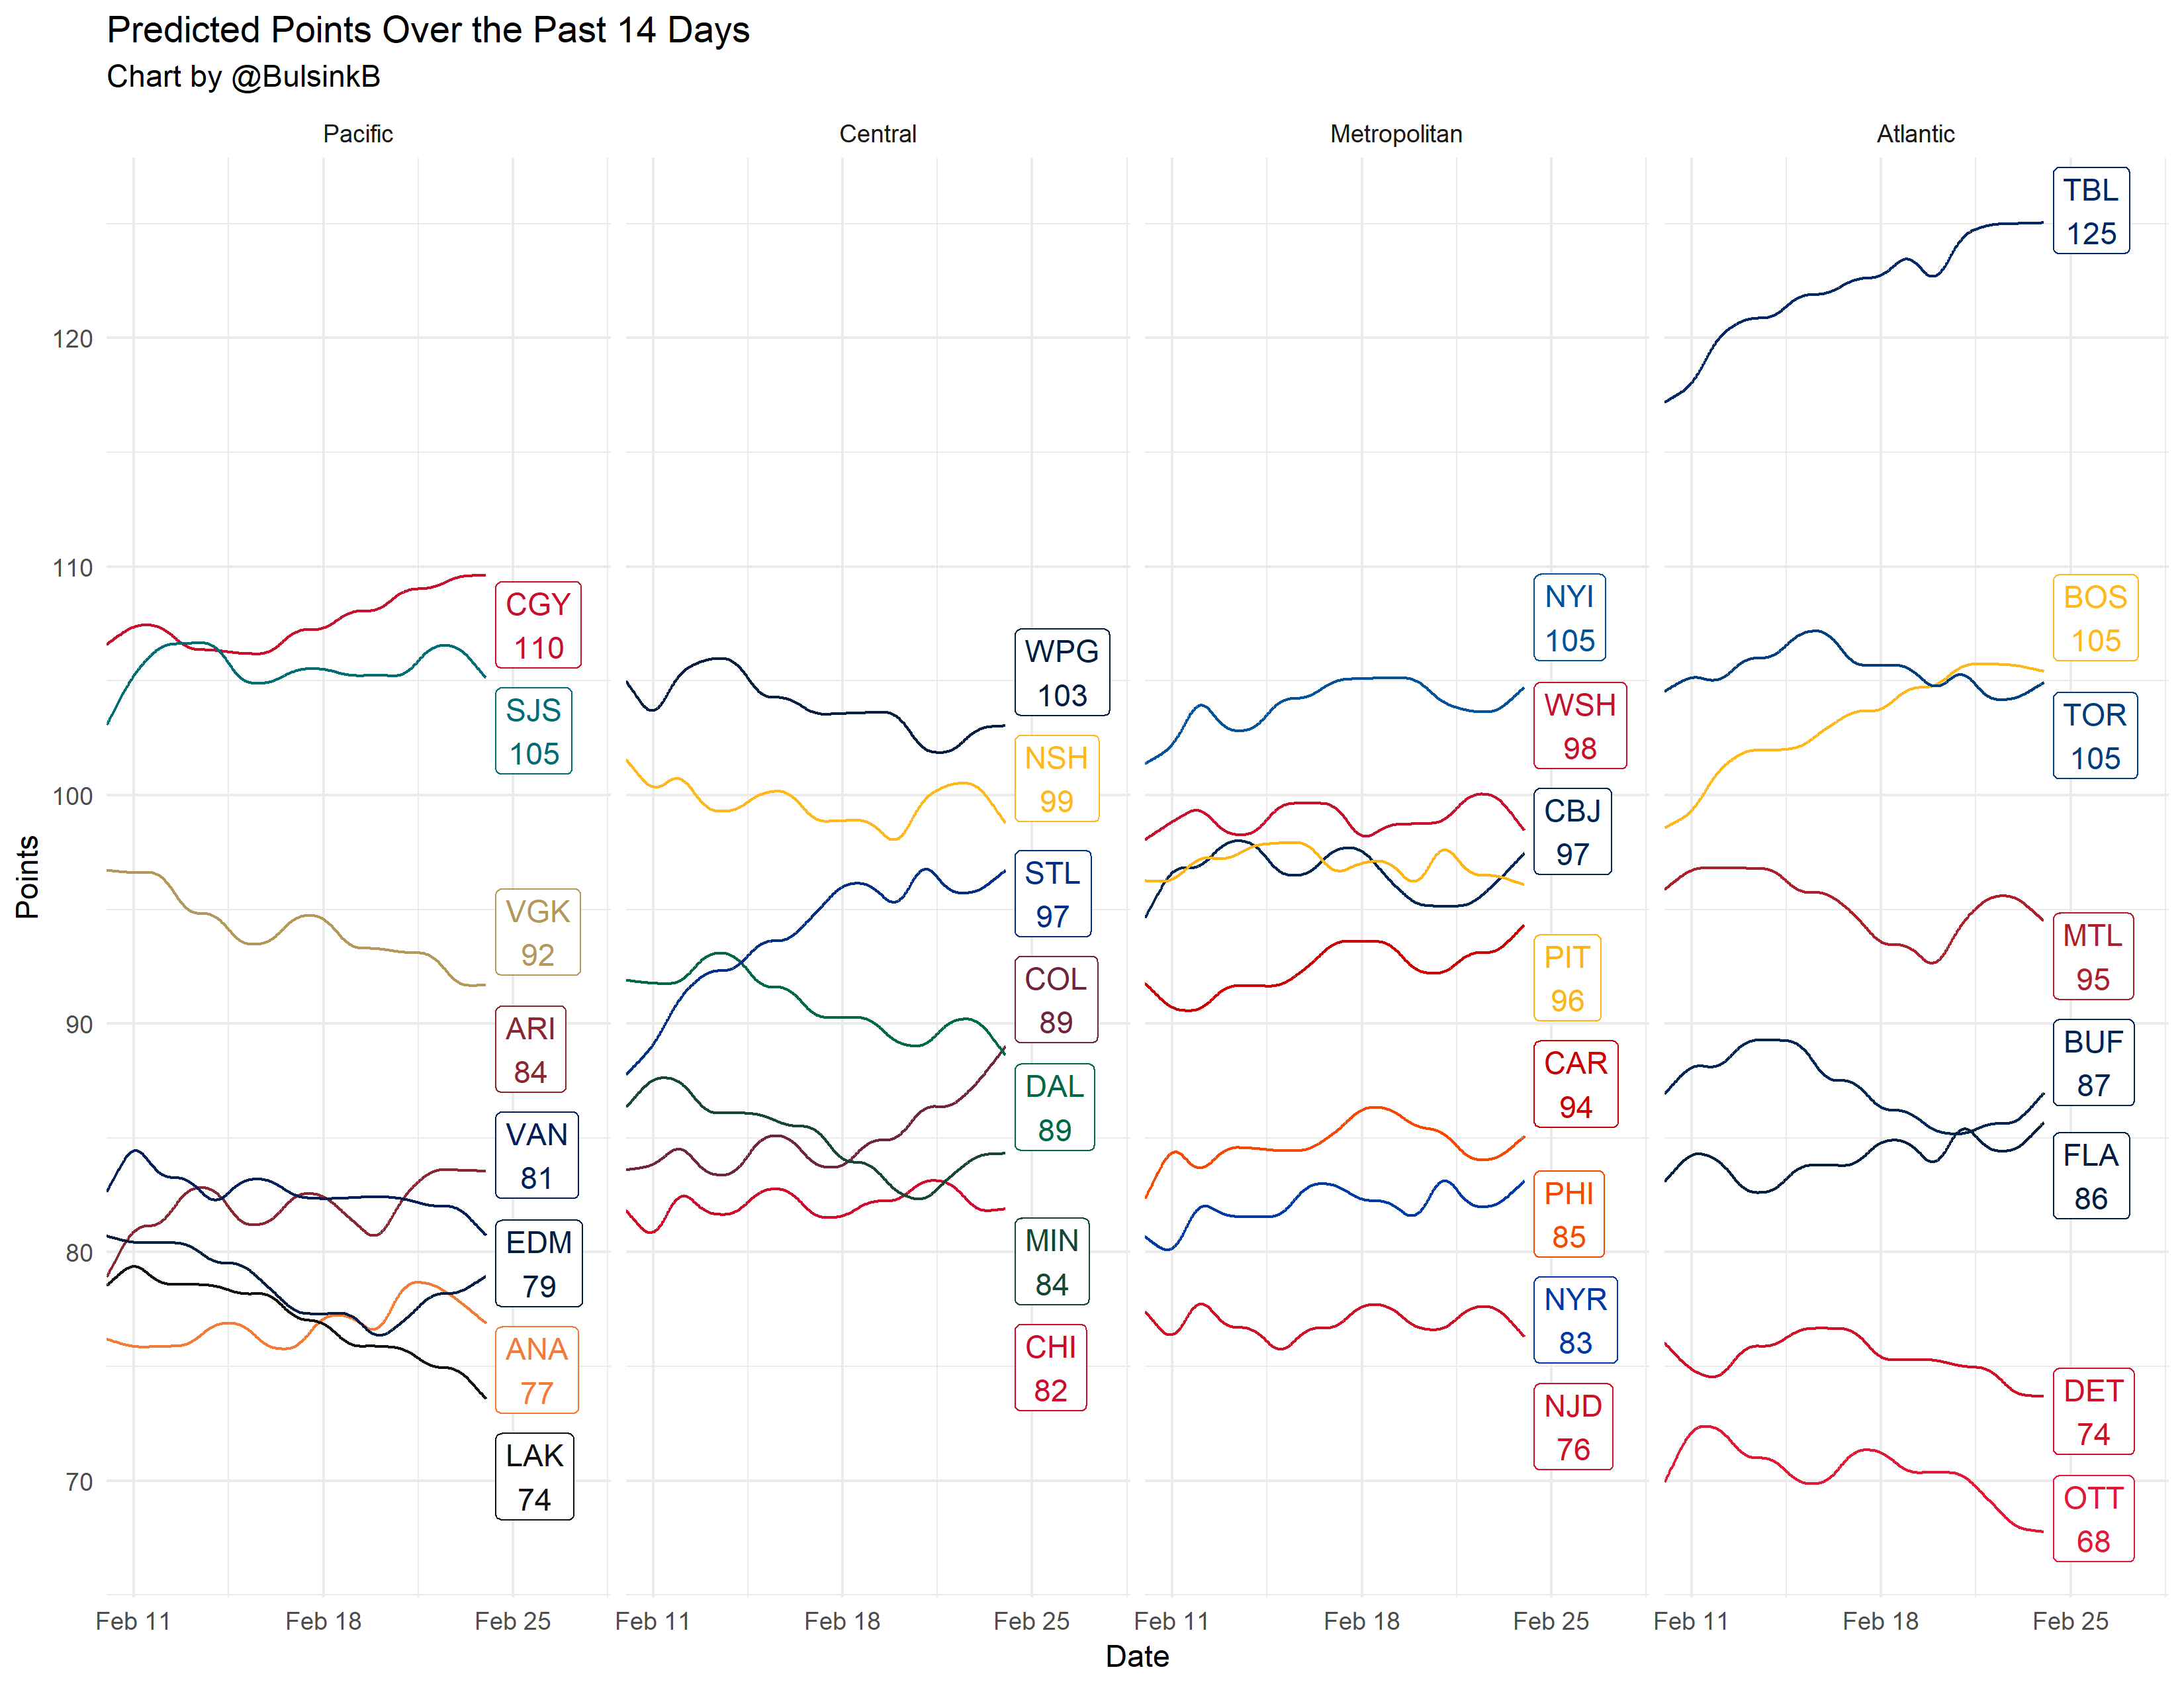 Predicted Points Over the Past 14 Days
Chart by @BulsinkB
Pacific
Central
Metropolitan
Atlantic
Points
120
110
100
90
80
70
CGY
110
SJS
105
VGK
92
ARI
84
VAN
81
EDM
79
ANA
77
LAK
74
WPG
103
NSH
99
STL
97
COL
89
DAL
89
MIN
84
CHI
82
NYI
105
WSH
98
CBJ
97
PIT
96
CAR
94
PHI
85
NYR
83
NJD
76
TBL
125
BOS
105
TOR
105
MTL
95
BUF
87
FLA
86
DET
74
OTT
68
Feb 11 Feb 18 Feb 25 Feb 11 Feb 18 Feb 25 Feb 11 Feb 18 Feb 25 Feb 11 Feb 18 Feb 25
Date